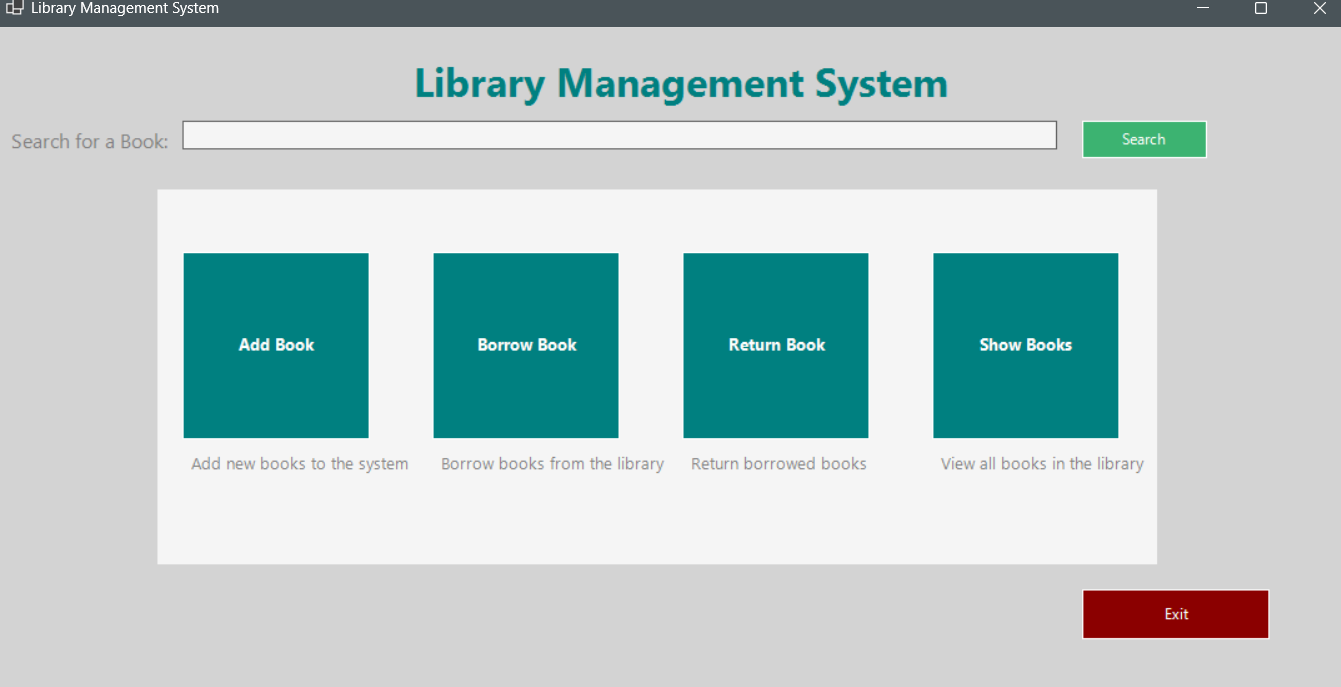 Library Management System
Library Management System
Search for a Book:
Search
Add Book
Borrow Book
Return Book
Show Books
Add new books to the system
Borrow books from the library
Return borrowed books
View all books in the library
Exit